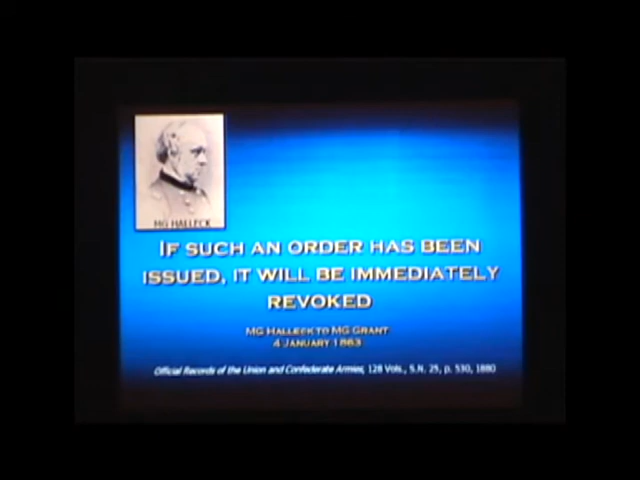 MG HALLECK
IF SUCH AN ORDER HAS BEEN
ISSUED, IT WILL BE IMMEDIATELY
REVOKED
MG HALLECK TO MG GRANT
4 JANUARY 1863
Official Records of the Union and Confederate Armies, 128 Vols., S.N. 25, p. 530, 1880